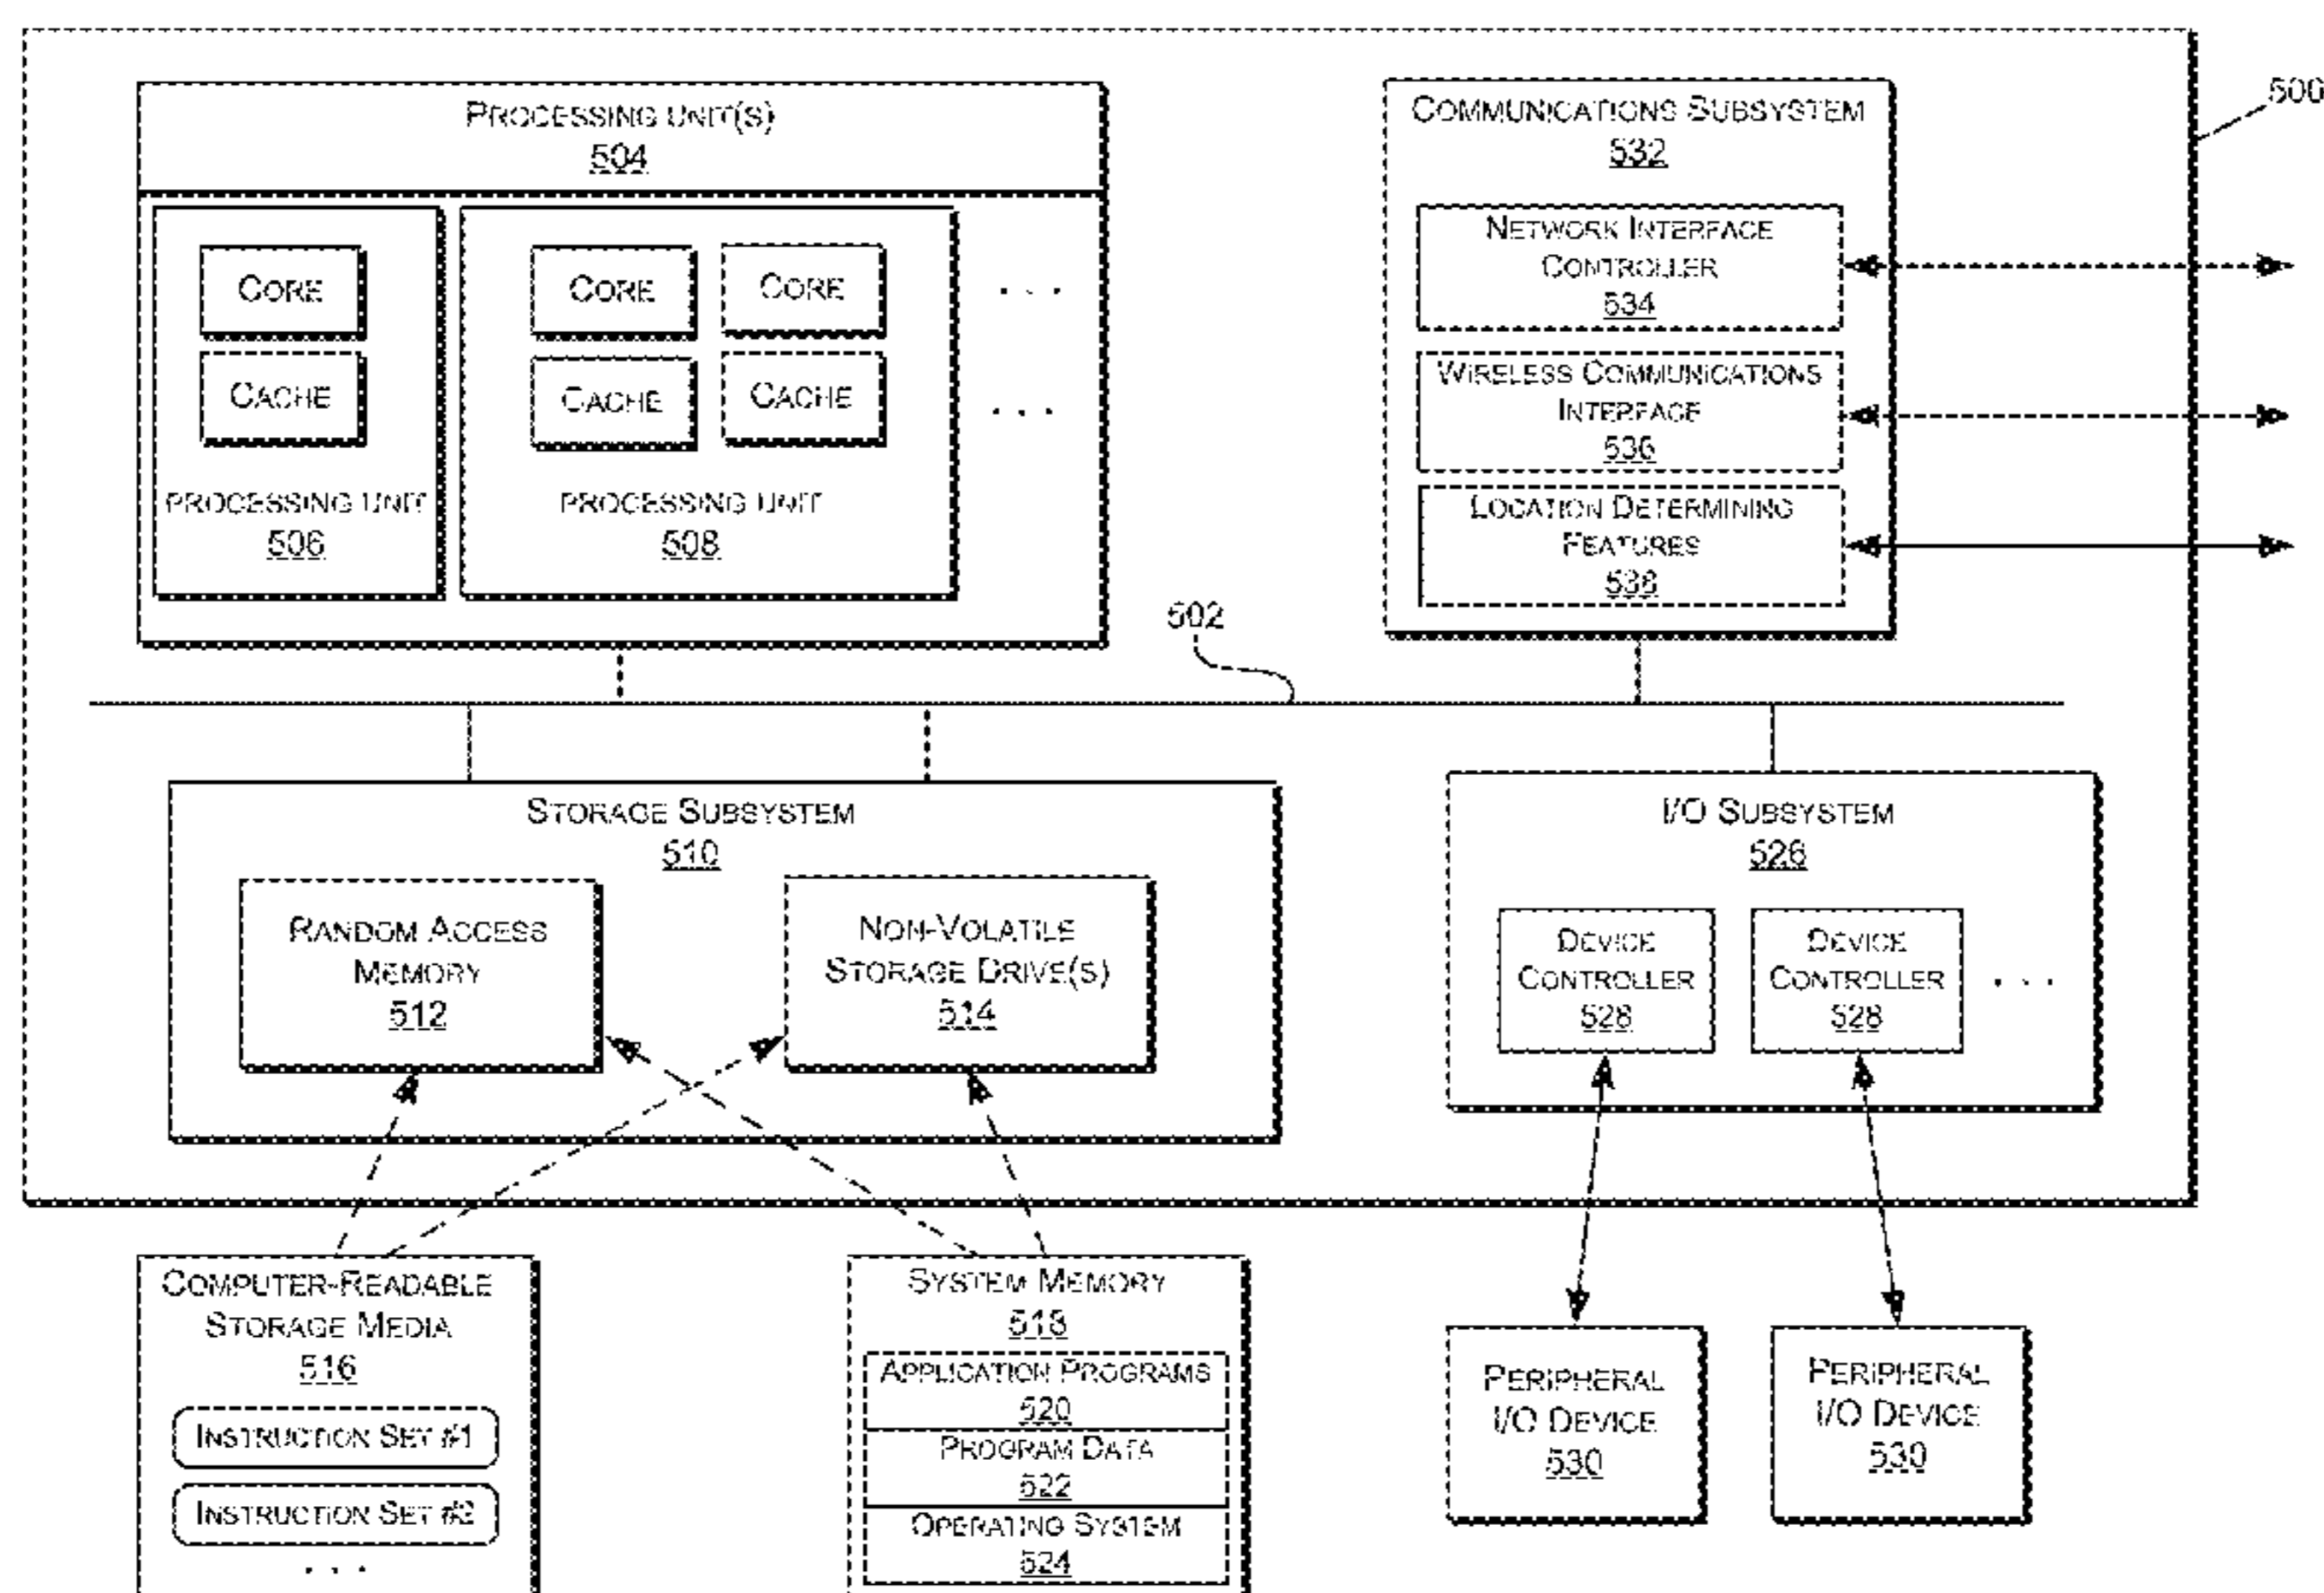 500
PROCESSING UNIT(S)
504
CORE
CACHE
PROCESSING UNIT
506
CORE
CORE
CACHE
CACHE
PROCESSING UNIT
508
. . .
. . .
COMMUNICATIONS SUBSYSTEM
532
NETWORK INTERFACE
CONTROLLER
534
WIRELESS COMMUNICATIONS
INTERFACE
536
LOCATION DETERMINING
FEATURES
538
502
STORAGE SUBSYSTEM
510
RANDOM ACCESS
MEMORY
512
NON-VOLATILE
STORAGE DRIVE(S)
514
I/O SUBSYSTEM
526
DEVICE
CONTROLLER
528
DEVICE
CONTROLLER
528
. . .
COMPUTER-READABLE
STORAGE MEDIA
516
INSTRUCTION SET #1
INSTRUCTION SET #2
. . .
SYSTEM MEMORY
518
APPLICATION PROGRAMS
520
PROGRAM DATA
522
OPERATING SYSTEM
524
PERIPHERAL
I/O DEVICE
530
PERIPHERAL
I/O DEVICE
530